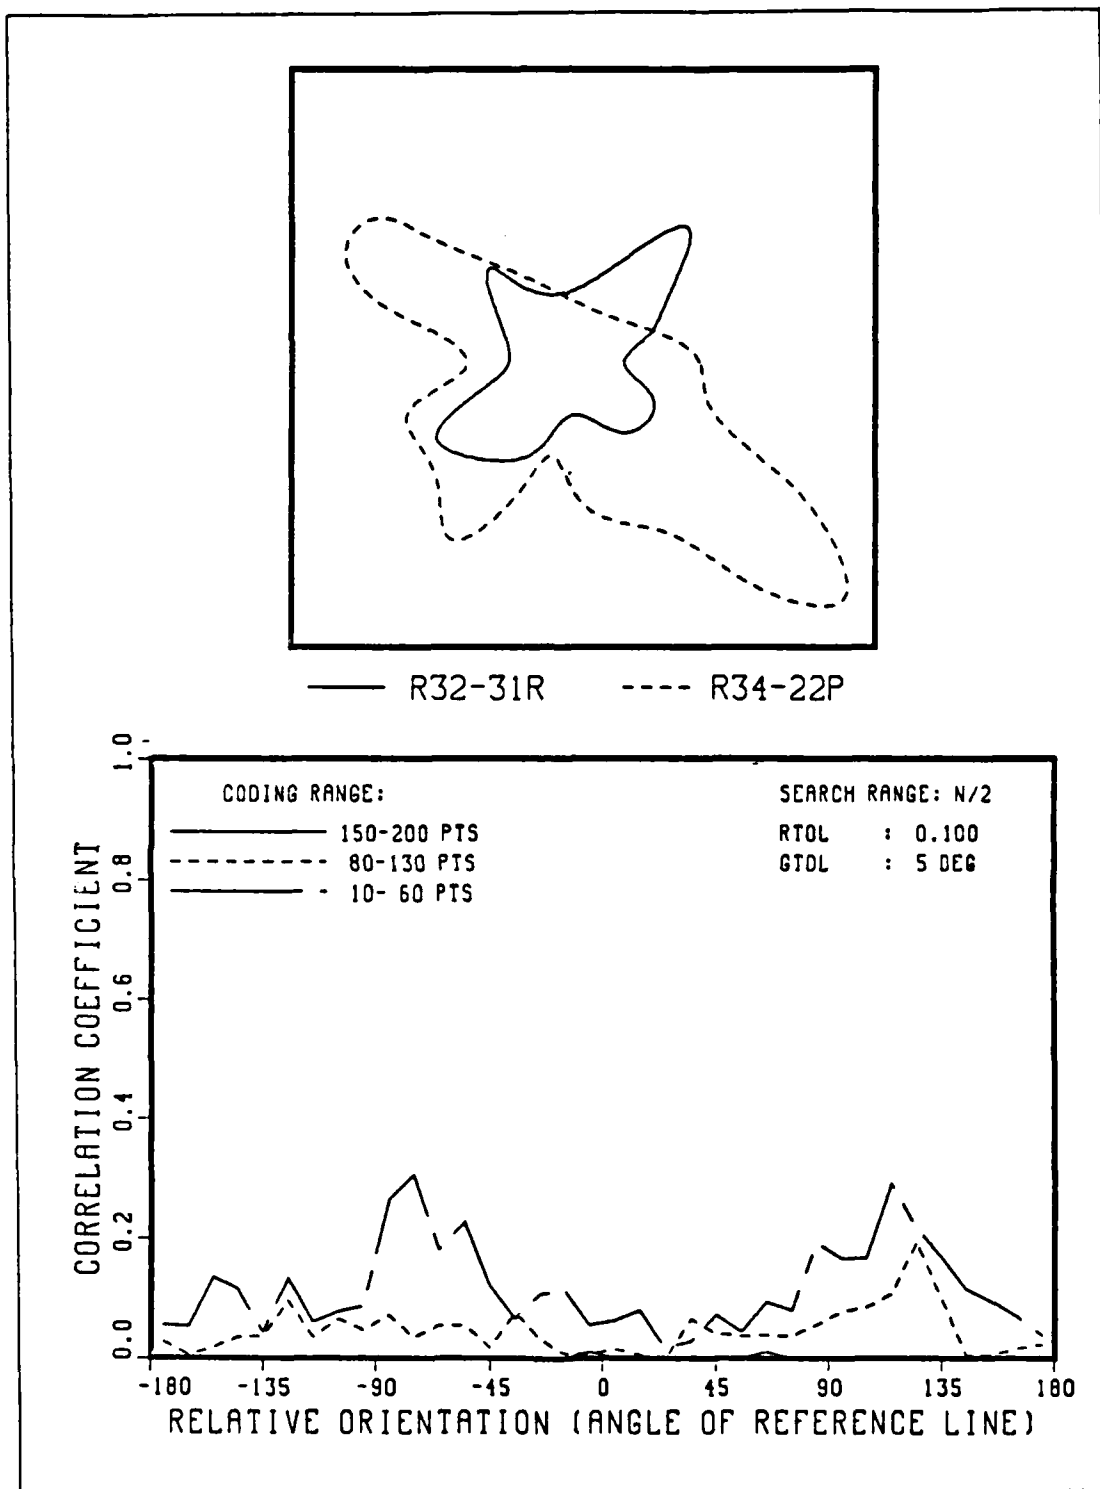 R32-31R R34-22P
CODING RANGE:
150-200 PTS
80-130 PTS
10- 60 PTS
SEARCH RANGE: N/2
RTOL : 0.100
GTOL : 5 DEG
CORRELATION COEFFICIENT
1.0
0.8
0.6
0.4
0.2
0.0
-180 -135 -90 -45 0 45 90 135 180
RELATIVE ORIENTATION (ANGLE OF REFERENCE LINE)